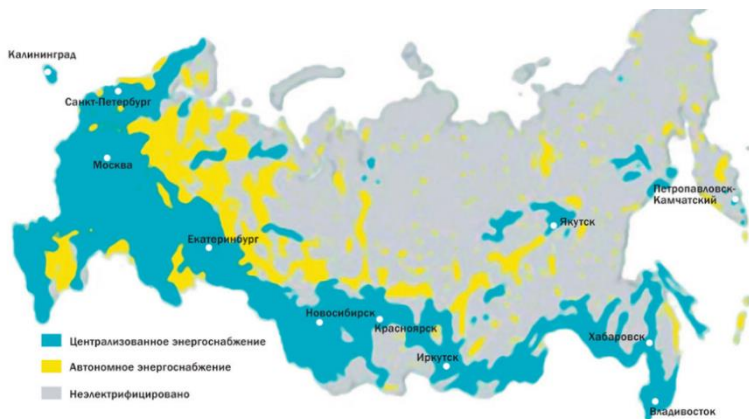 Калининград
Санкт-Петербург
Москва
Екатеринбург
Новосибирск
Красноярск
Иркутск
Якутск
Петропавловск-
Камчатский
Хабаровск
Владивосток
Централизованное энергоснабжение
Автономное энергоснабжение
Неэлектрифицировано